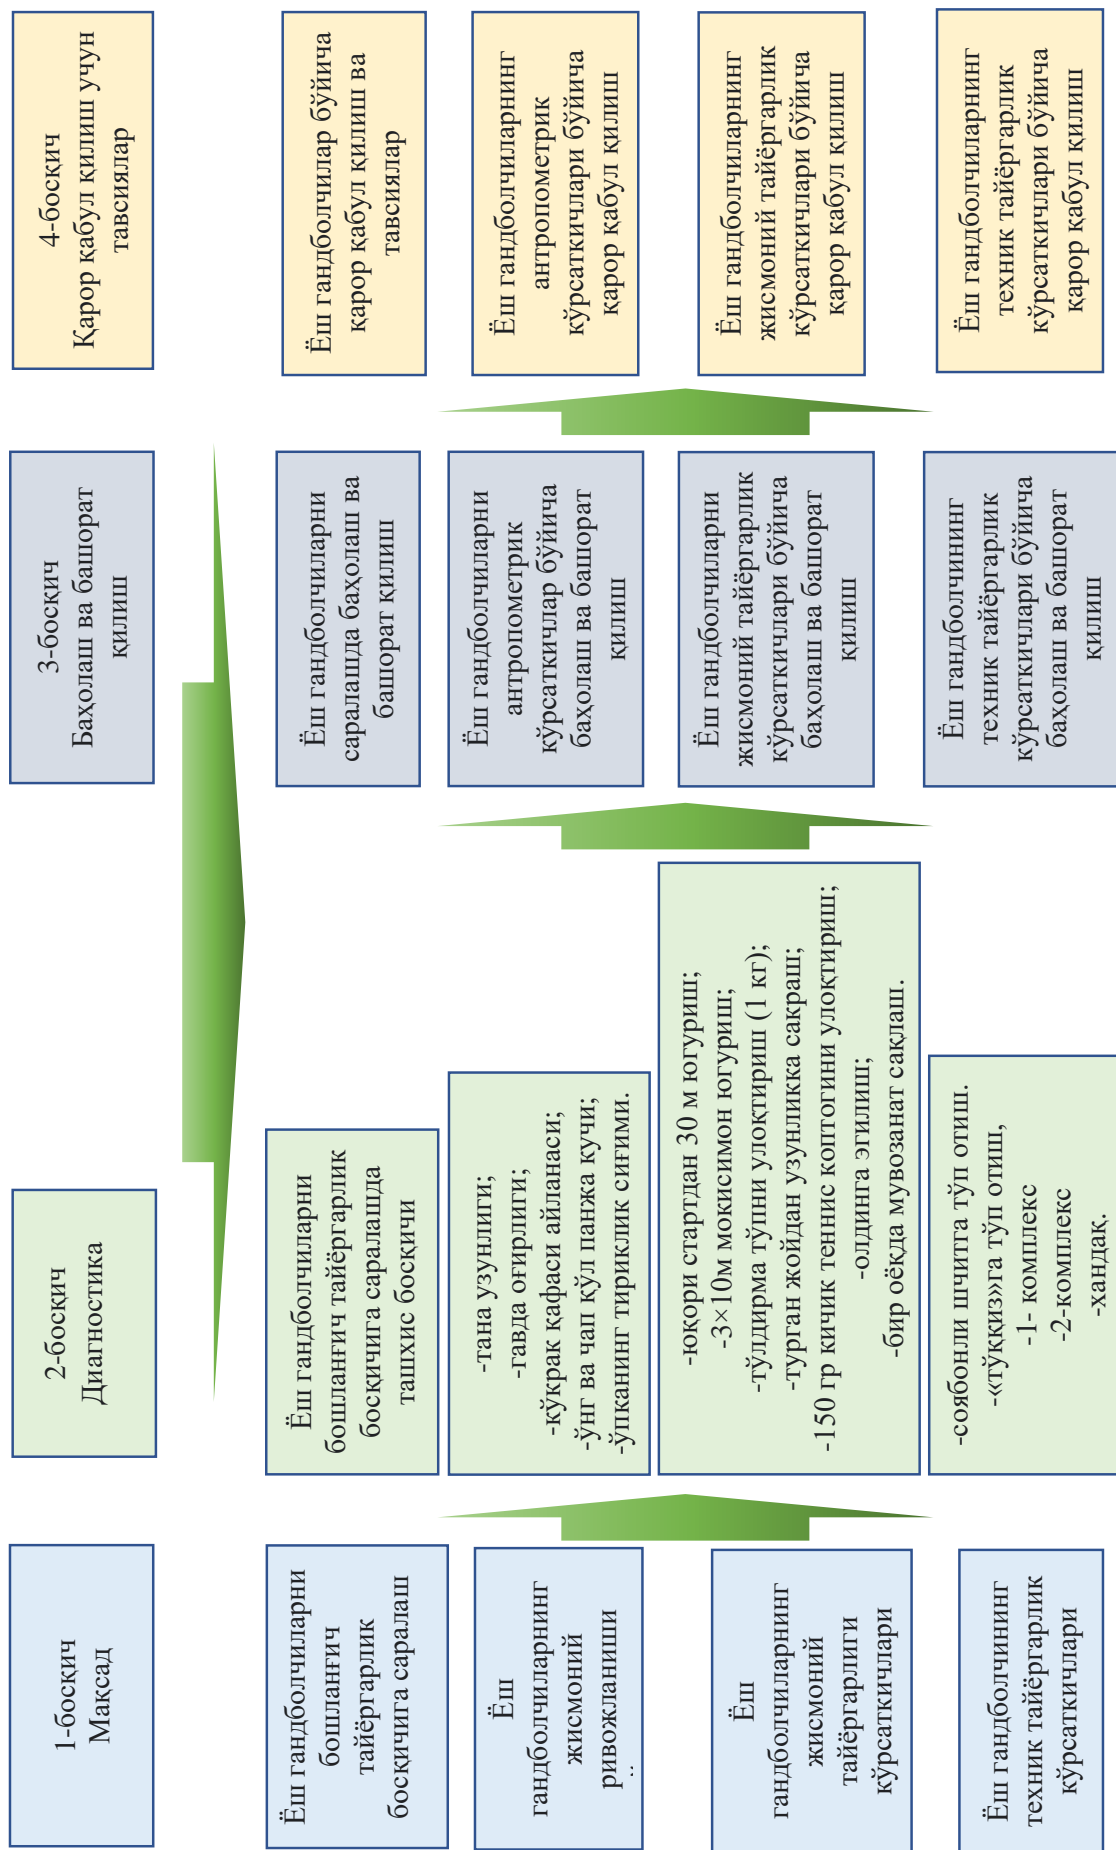 1-босқич
Мақсад
2-босқич
Диагностика
3-босқич
Баҳолаш ва башорат
қилиш
4-босқич
Қарор қабул қилиш учун
тавсиялар
Ёш гандболчиларни
бошланғич
тайёргарлик
босқичига саралаш
Ёш гандболчиларни
бошланғич тайёргарлик
босқичига саралашда
ташхис босқичи
Ёш гандболчиларни
саралашда баҳолаш ва
башорат қилиш
Ёш гандболчилар бўйича
қарор қабул қилиш ва
тавсиялар
Ёш
гандболчиларнинг
жисмоний
ривожланиши
-тана узунлиги;
-гавда оғирлиги;
-кўкрак қафаси айланаси;
-ўнг ва чап қўл панжа кучи;
-ўпканинг тириклик сиғими.
Ёш гандболчиларни
антропометрик
кўрсаткичлар бўйича
баҳолаш ва башорат
қилиш
Ёш гандболчиларнинг
антропометрик
кўрсаткичлари бўйича
қарор қабул қилиш
Ёш
гандболчиларнинг
жисмоний
тайёргарлиги
кўрсаткичлари
-юқори стартдан 30 м югуриш;
-3×10м мокисимон югуриш;
-тўлдирма тўпни улоқтириш (1 кг);
-турган жойдан узунликка сакраш;
-150 гр кичик теннис коптогини улоқтириш;
-олдинга эгилиш;
-бир оёқда мувозанат сақлаш.
Ёш гандболчиларни
жисмоний тайёргарлик
кўрсаткичлари бўйича
баҳолаш ва башорат
қилиш
Ёш гандболчиларнинг
жисмоний тайёргарлик
кўрсаткичлари бўйича
қарор қабул қилиш
Ёш гандболчининг
техник тайёргарлик
кўрсаткичлари
-соябонли шчитга тўп отиш.
-«тўққиз»га тўп отиш,
-1- комплекс
-2-комплекс
-хандақ.
Ёш гандболчининг
техник тайёргарлик
кўрсаткичлари бўйича
баҳолаш ва башорат
қилиш
Ёш гандболчиларнинг
техник тайёргарлик
кўрсаткичлари бўйича
қарор қабул қилиш